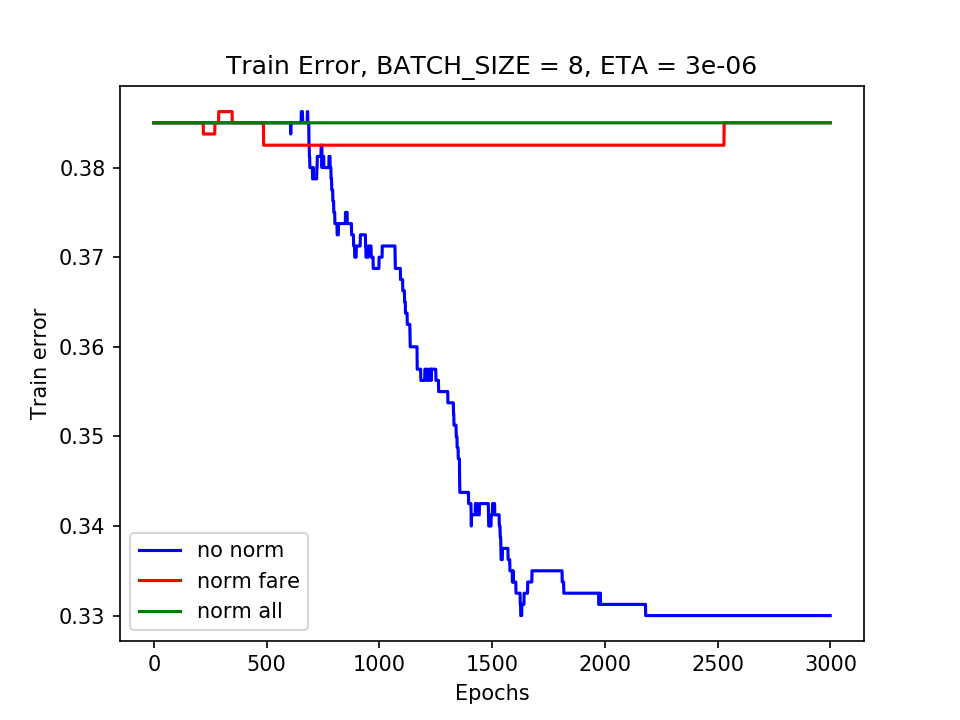 Train Error, BATCH_SIZE = 8, ETA = 3e-06
Train error
0.38
0.37
0.36
0.35
0.34
0.33
no norm
norm fare
norm all
0 500 1000 1500 2000 2500 3000
Epochs